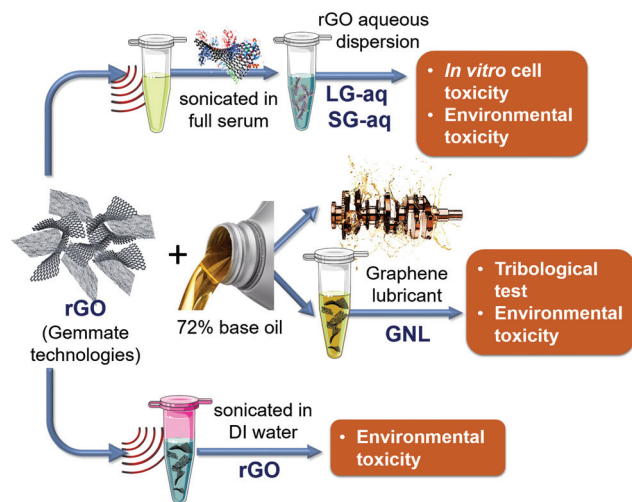 rGO aqueous
dispersion
sonicated in
full serum
LG-aq
SG-aq
• In vitro cell
toxicity
• Environmental
toxicity
rGO
(Gemmate
technologies)
+
72% base oil
Graphene
lubricant
GNL
• Tribological
test
• Environmental
toxicity
sonicated in
DI water
rGO
• Environmental
toxicity